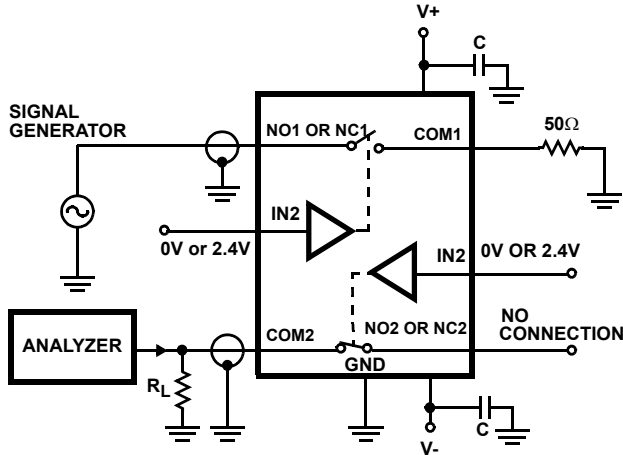 V+
C
SIGNAL
GENERATOR
NO1 OR NC1
COM1
50Ω
IN2
0V or 2.4V
IN2
0V OR 2.4V
ANALYZER
COM2
NO2 OR NC2
NO
CONNECTION
GND
RL
C
V-